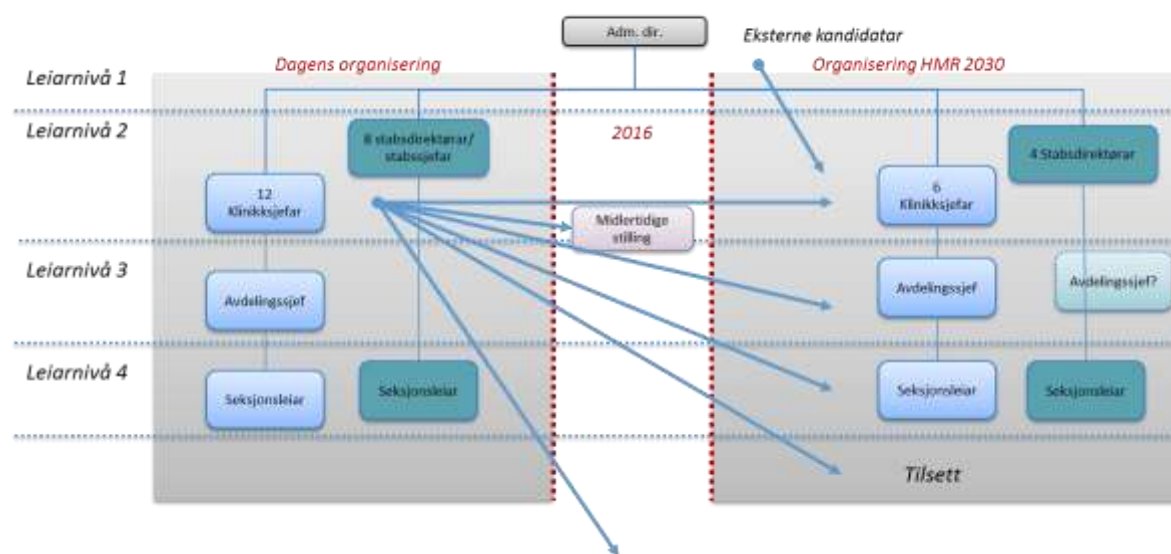 Adm. dir.
Eksterne kandidatar
Dagens organisering
Organisering HMR 2030
Leiarnivå 1
Leiarnivå 2
8 stabsdirektørar/
stabssjefar
2016
4 Stabsdirektørar
12
Klinikksjefar
6
Klinikksjefar
Midlertidige
stilling
Leiarnivå 3
Avdelingssjef
Avdelingssjef
Avdelingssjef?
Leiarnivå 4
Seksjonsleiar
Seksjonsleiar
Seksjonsleiar
Seksjonsleiar
Tilsett